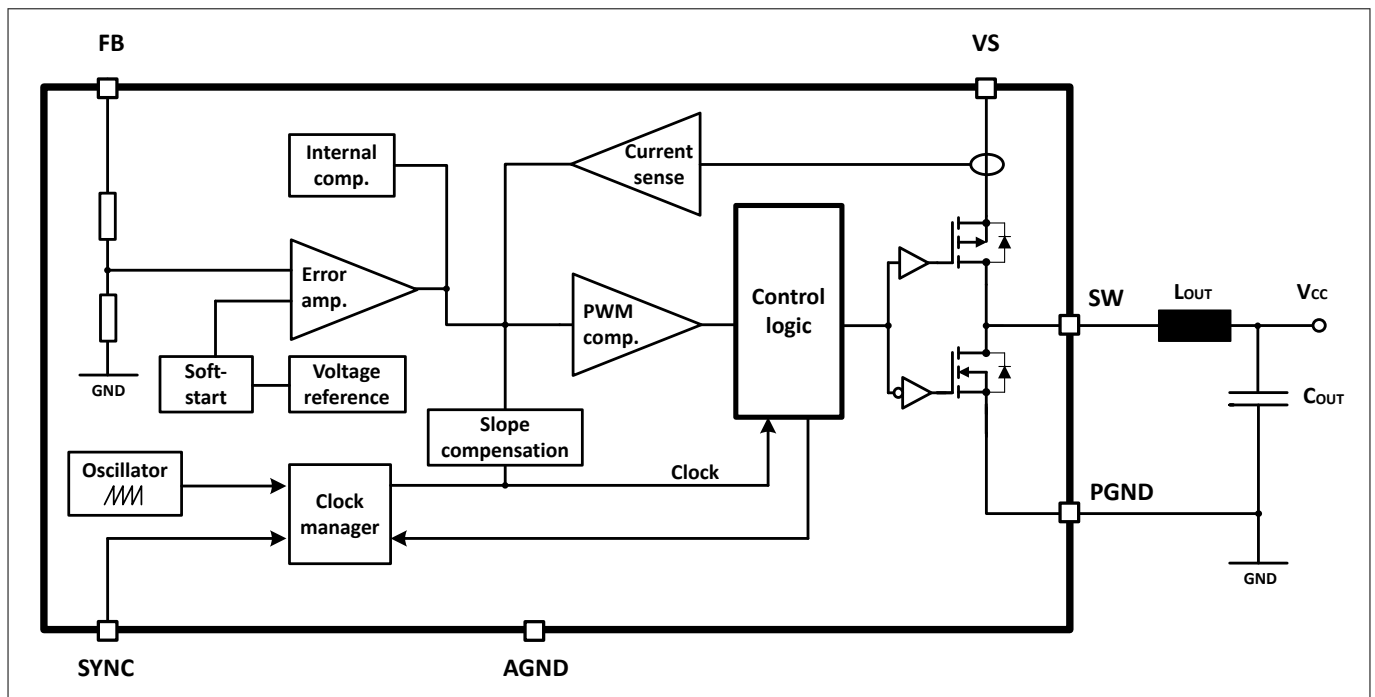 FB
VS
Internal
comp.
Current
sense
Error
amp.
PWM
comp.
Control
logic
SW
LOUT
VCC
GND
Soft-
start
Voltage
reference
COUT
Slope
compensation
Oscillator
Clock
manager
Clock
PGND
GND
SYNC
AGND